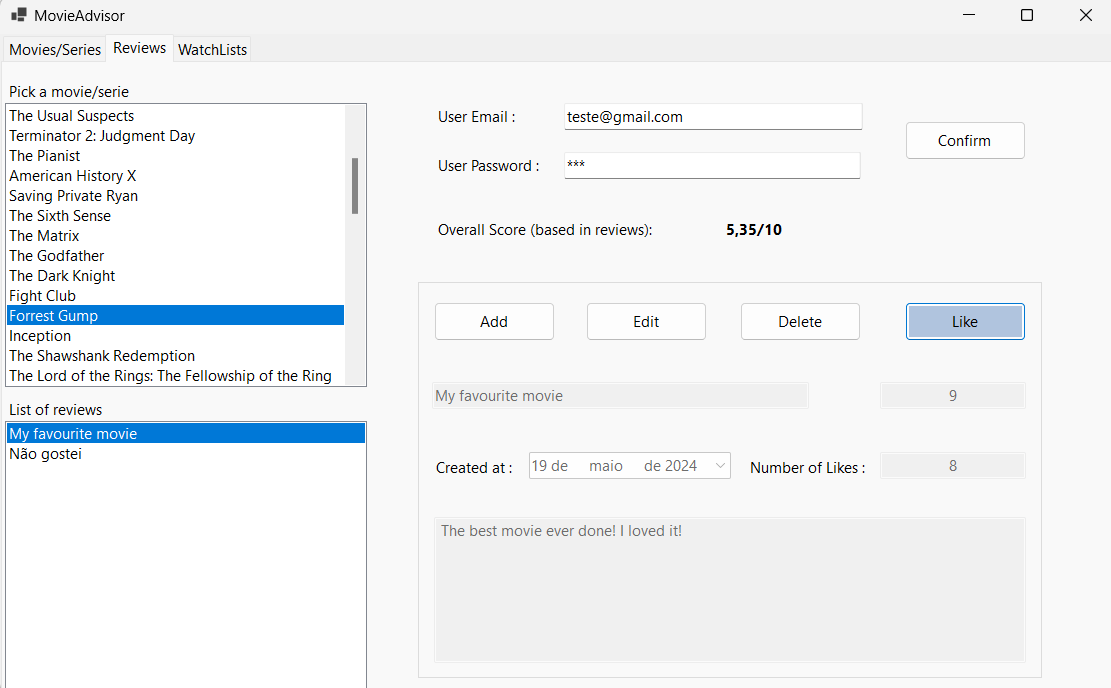 MovieAdvisor
Movies/Series Reviews WatchLists
Pick a movie/serie
The Usual Suspects
Terminator 2: Judgment Day
The Pianist
American History X
Saving Private Ryan
The Sixth Sense
The Matrix
The Godfather
The Dark Knight
Fight Club
Forrest Gump
Inception
The Shawshank Redemption
The Lord of the Rings: The Fellowship of the Ring
List of reviews
My favourite movie
Não gostei
User Email : teste@gmail.com
User Password : ***
Confirm
Overall Score (based in reviews): 5,35/10
Add Edit Delete Like
My favourite movie 9
Created at : 19 de maio de 2024 Number of Likes : 8
The best movie ever done! I loved it!